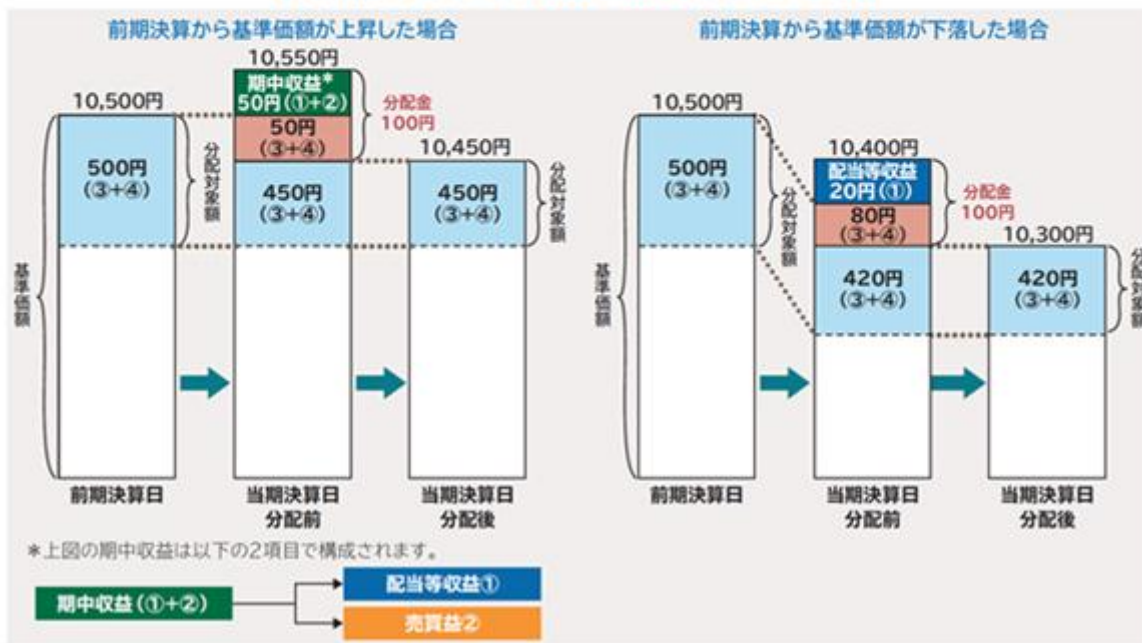 前期決算から基準価額が上昇した場合
10,550円
10,500円
期中収益*
50円(①+②)
分配金
100円
50円
(③+④)
10,450円
500円
(③+④)
分配対象額
450円
(③+④)
450円
(③+④)
分配対象額
基準価額
前期決算日
当期決算日
分配前
当期決算日
分配後
前期決算から基準価額が下落した場合
10,500円
10,400円
500円
(③+④)
分配対象額
配当等収益
20円(①)
分配金
100円
80円
(③+④)
10,300円
420円
(③+④)
420円
(③+④)
分配対象額
基準価額
前期決算日
当期決算日
分配前
当期決算日
分配後
*上図の期中収益は以下の2項目で構成されます。
期中収益(①+②)
配当等収益①
売買益②